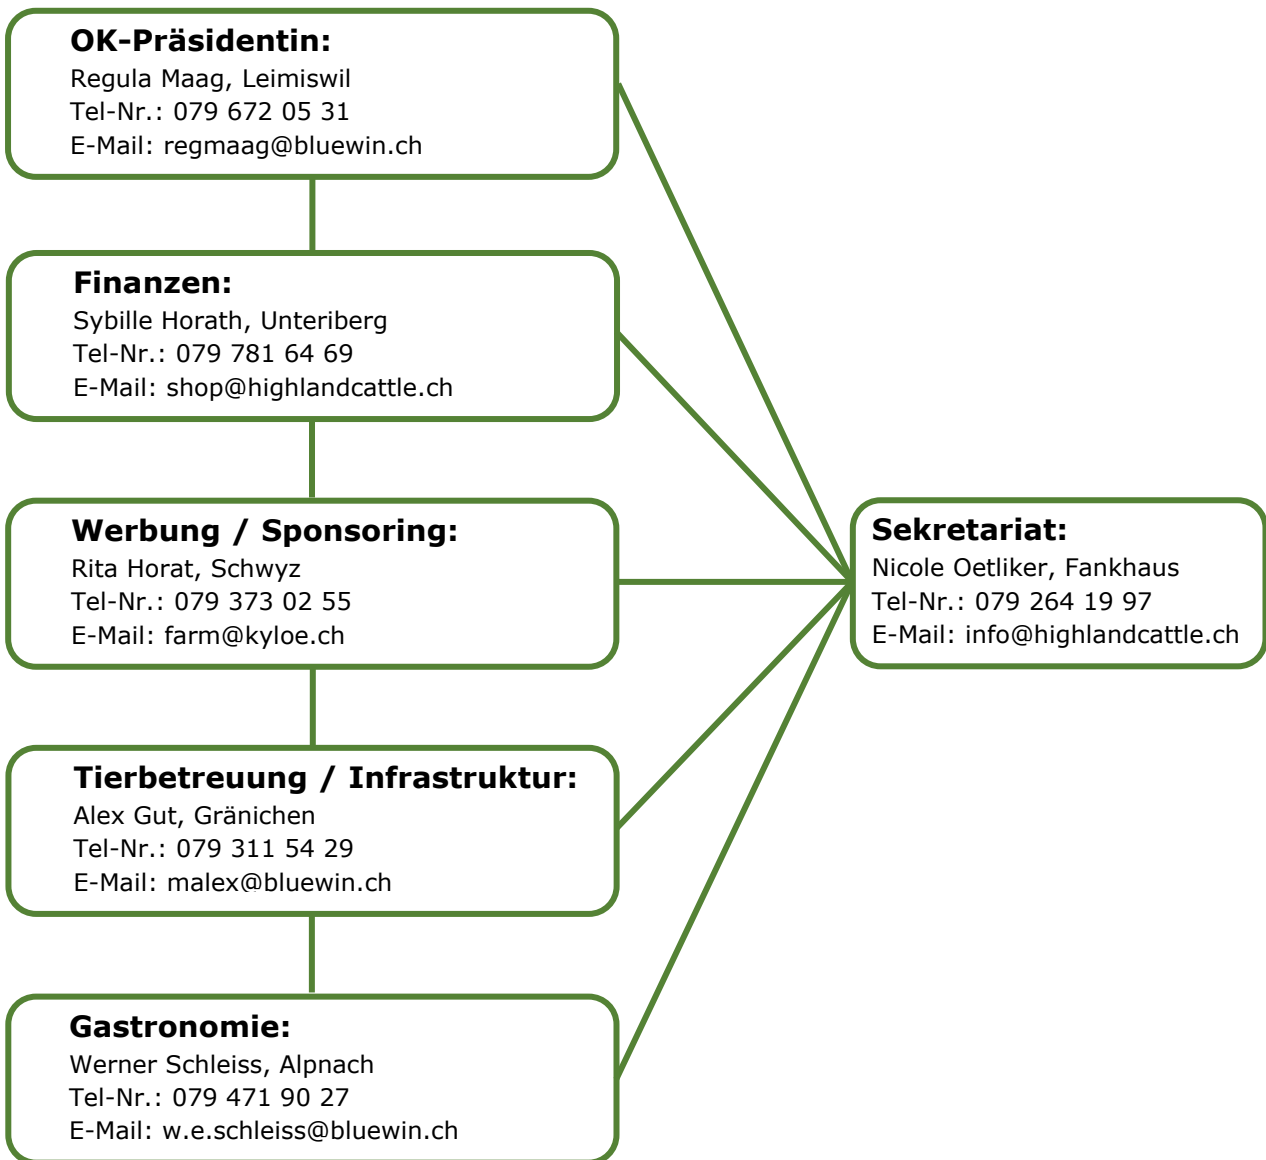 OK-Präsidentin:
Regula Maag, Leimiswil
Tel-Nr.: 079 672 05 31
E-Mail: regmaag@bluewin.ch
Finanzen:
Sybille Horath, Unteriberg
Tel-Nr.: 079 781 64 69
E-Mail: shop@highlandcattle.ch
Werbung / Sponsoring:
Rita Horat, Schwyz
Tel-Nr.: 079 373 02 55
E-Mail: farm@kyloe.ch
Sekretariat:
Nicole Oetliker, Fankhaus
Tel-Nr.: 079 264 19 97
E-Mail: info@highlandcattle.ch
Tierbetreuung / Infrastruktur:
Alex Gut, Gränichen
Tel-Nr.: 079 311 54 29
E-Mail: malex@bluewin.ch
Gastronomie:
Werner Schleiss, Alpnach
Tel-Nr.: 079 471 90 27
E-Mail: w.e.schleiss@bluewin.ch